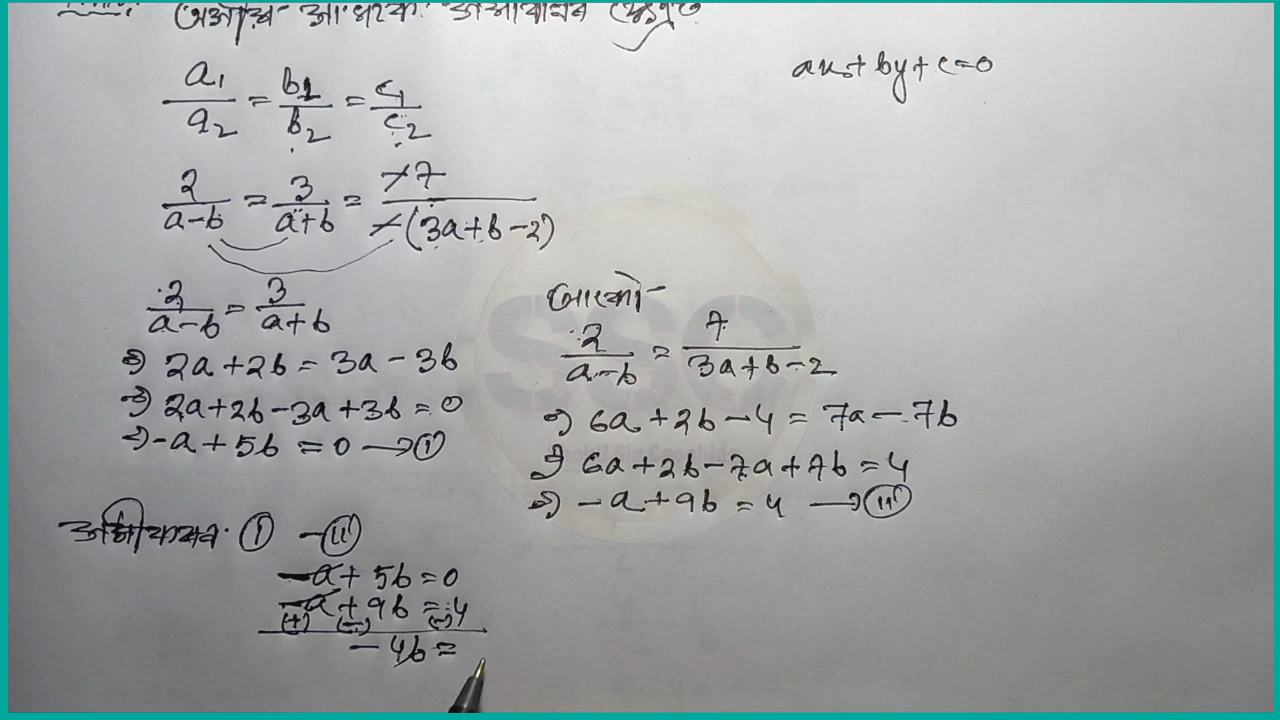 ax + by + c = 0
a₁/a₂ = b₁/b₂ = c₁/c₂
2/(a-b) = 3/(a+b) = -7/-(3a+b-2)
2/(a-b) = 3/(a+b)
⇒ 2a+2b = 3a-3b
⇒ 2a+2b-3a+3b = 0
⇒ -a+5b = 0 → (i)
2/(a-b) = 7/(3a+b-2)
⇒ 6a+2b-4 = 7a-7b
⇒ 6a+2b-7a+7b = 4
⇒ -a+9b = 4 → (ii)
(i) - (ii)
-a+5b = 0
-a+9b = 4
(+) (-) (-)
-4b =
SSC